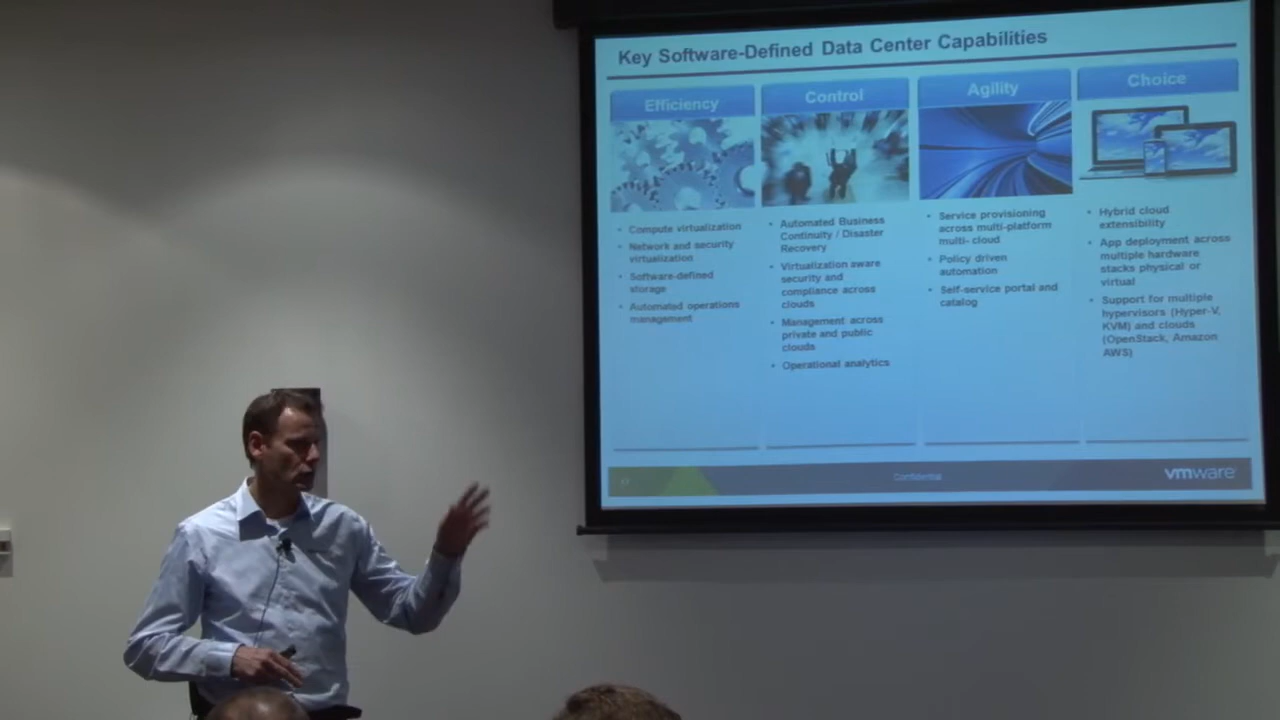 Key Software-Defined Data Center Capabilities
Efficiency
Compute virtualization
Network and security
virtualization
Software-defined
storage
Automated operations
management
Control
Automated Business
Continuity / Disaster
Recovery
Virtualization aware
security and
compliance across
clouds
Management across
private and public
clouds
Operational analytics
Agility
Service provisioning
across multi-platform
multi- cloud
Policy driven
automation
Self-service portal and
catalog
Choice
Hybrid cloud
extensibility
App deployment across
multiple hardware
stacks physical or
virtual
Support for multiple
hypervisors (Hyper-V,
KVM) and clouds
(OpenStack, Amazon
AWS)
Confidential
vmware